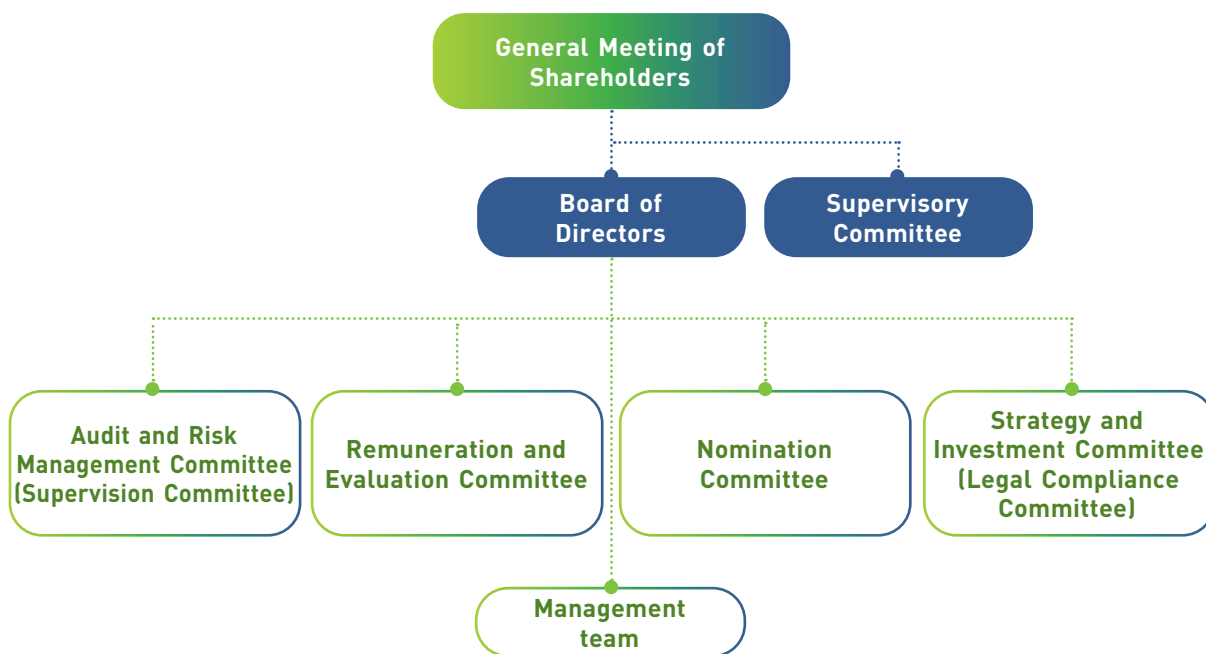 General Meeting of
Shareholders
Board of
Directors
Supervisory
Committee
Audit and Risk
Management Committee
(Supervision Committee)
Remuneration and
Evaluation Committee
Nomination
Committee
Strategy and
Investment Committee
(Legal Compliance
Committee)
Management
team